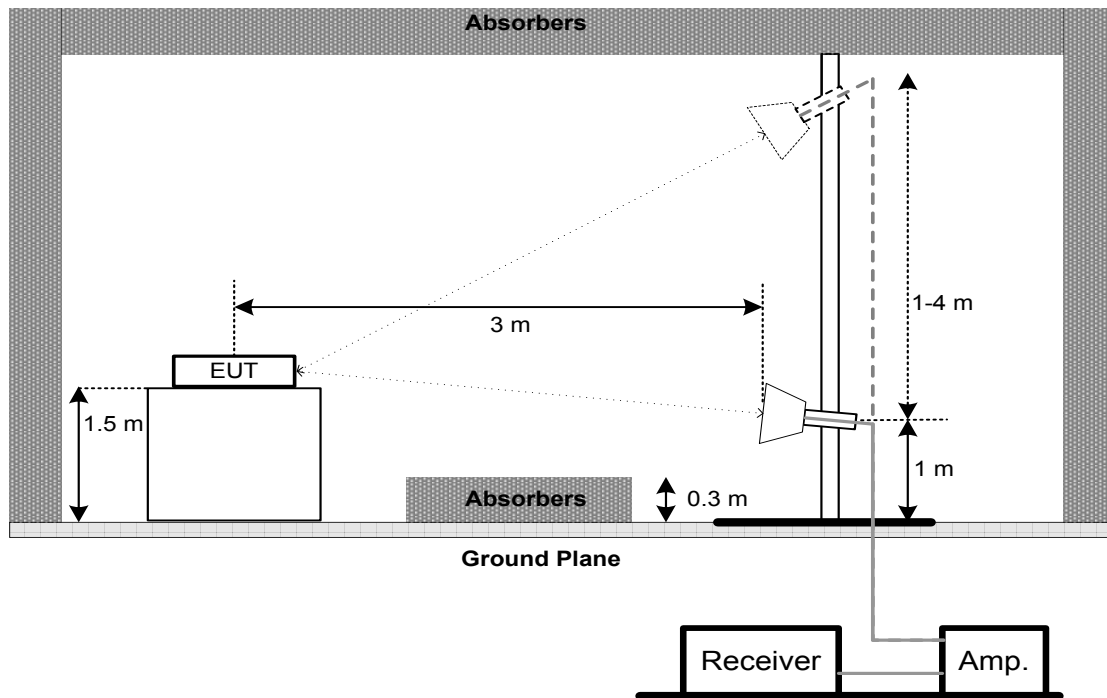 Absorbers
1-4 m
3 m
EUT
1.5 m
1 m
Absorbers
0.3 m
Ground Plane
Receiver
Amp.